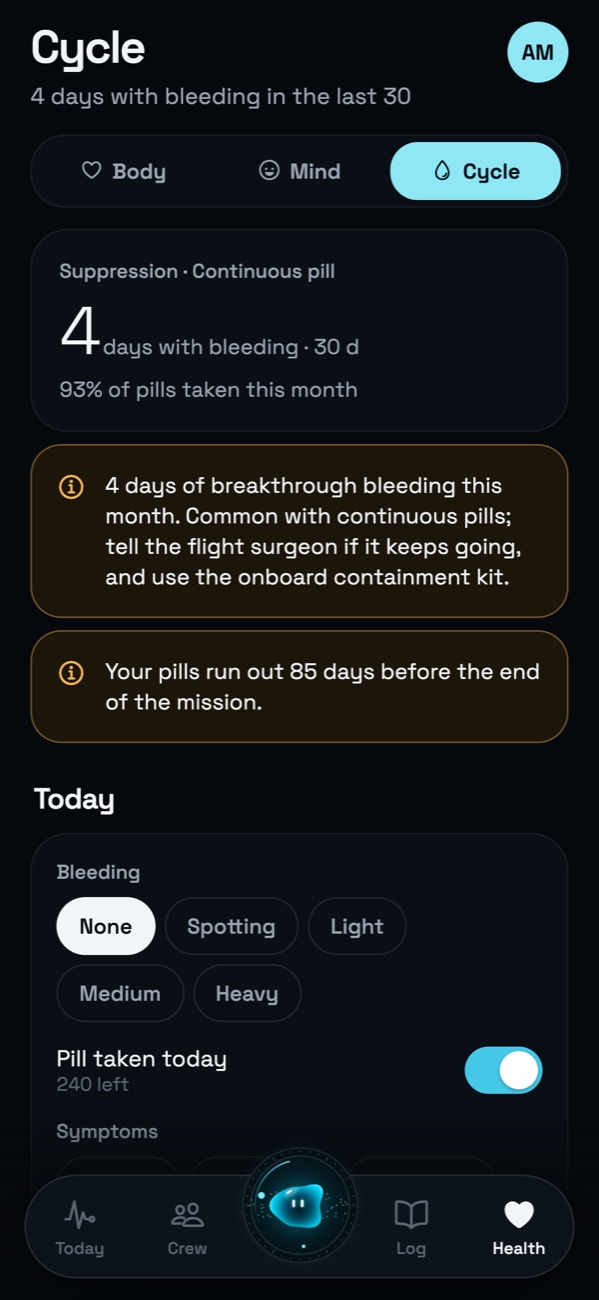 Cycle
AM
4 days with bleeding in the last 30
Body
Mind
Cycle
Suppression · Continuous pill
4 days with bleeding · 30 d
93% of pills taken this month
4 days of breakthrough bleeding this
month. Common with continuous pills;
tell the flight surgeon if it keeps going,
and use the onboard containment kit.
Your pills run out 85 days before the end
of the mission.
Today
Bleeding
None
Spotting
Light
Medium
Heavy
Pill taken today
240 left
Symptoms
Today
Crew
Log
Health